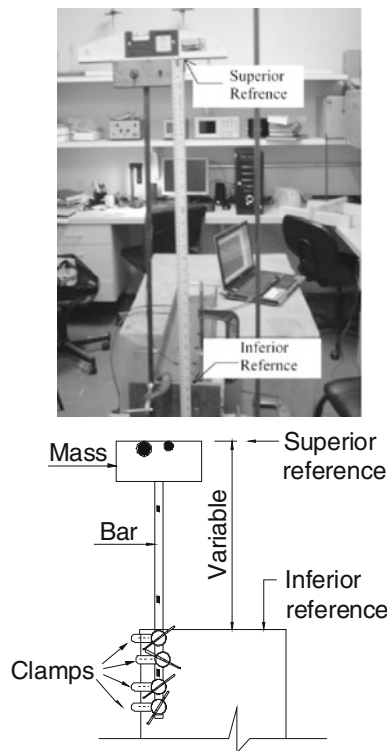 Superior
Refrence
Inferior
Refernce
Mass
Superior
reference
Bar
Variable
Inferior
reference
Clamps